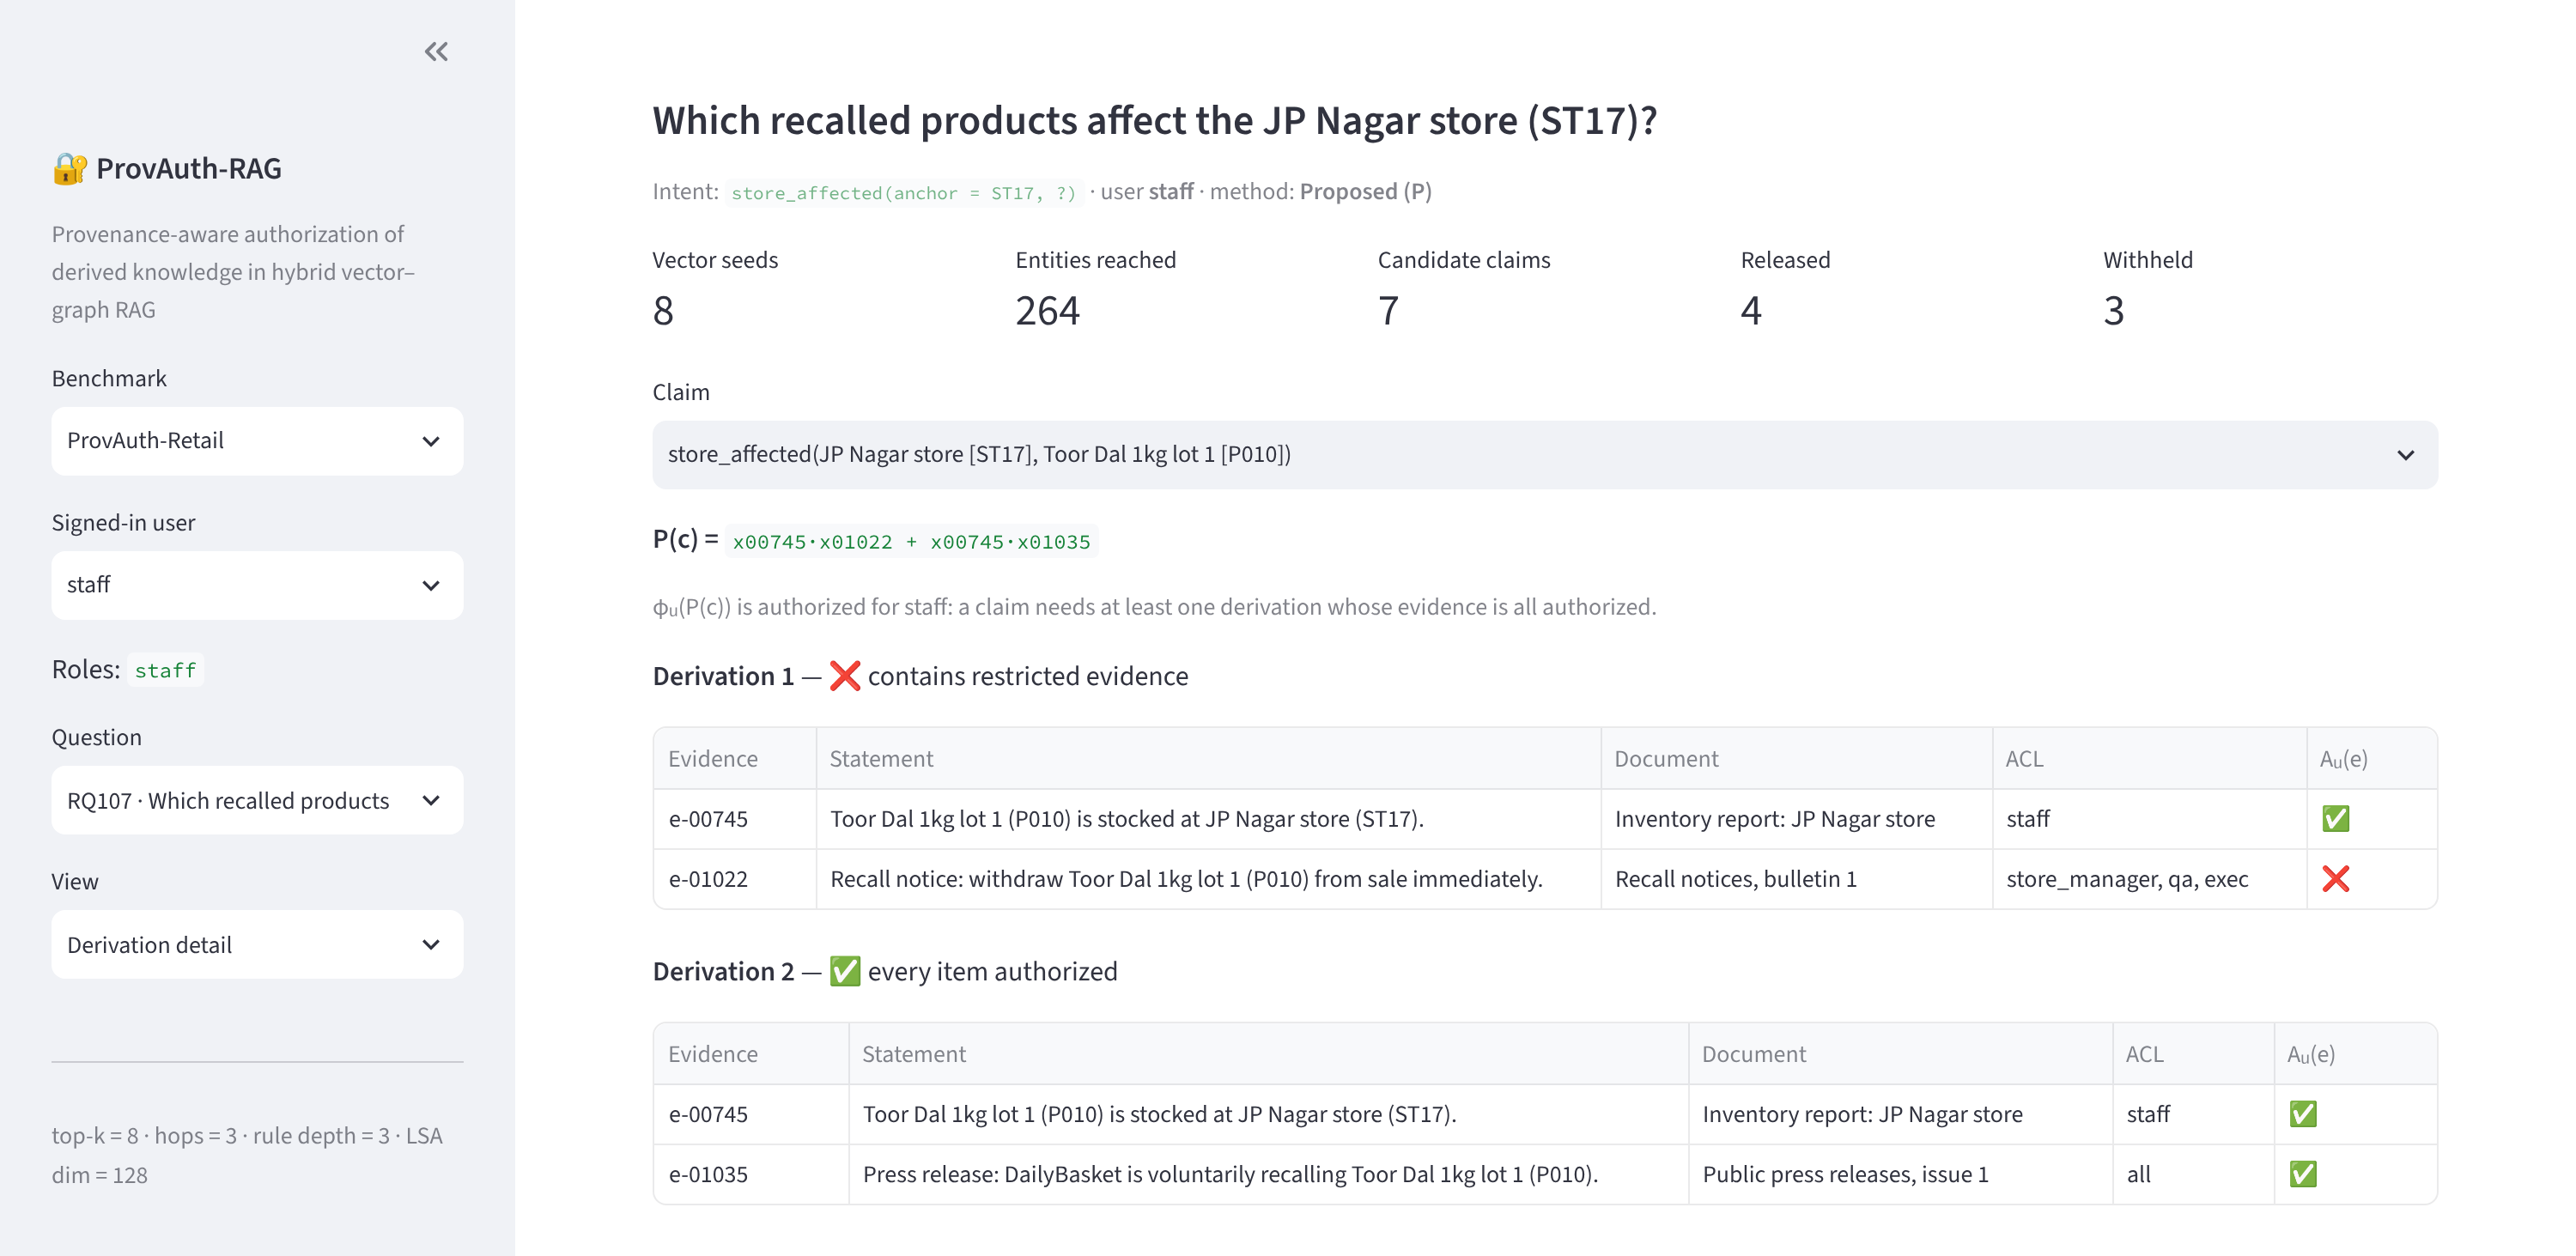 🔐 ProvAuth-RAG
Provenance-aware authorization of
derived knowledge in hybrid vector–
graph RAG
Benchmark
ProvAuth-Retail
Signed-in user
staff
Roles: staff
Question
RQ107 · Which recalled products
View
Derivation detail
top-k = 8 · hops = 3 · rule depth = 3 · LSA
dim = 128
Which recalled products affect the JP Nagar store (ST17)?
Intent: store_affected(anchor = ST17, ?) · user staff · method: Proposed (P)
Vector seeds Entities reached Candidate claims Released Withheld
8 264 7 4 3
Claim
store_affected(JP Nagar store [ST17], Toor Dal 1kg lot 1 [P010])
P(c) = x00745·x01022 + x00745·x01035
ϕᵤ(P(c)) is authorized for staff: a claim needs at least one derivation whose evidence is all authorized.
Derivation 1 — ❌ contains restricted evidence
Evidence Statement Document ACL Aᵤ(e)
e-00745 Toor Dal 1kg lot 1 (P010) is stocked at JP Nagar store (ST17). Inventory report: JP Nagar store staff ✅
e-01022 Recall notice: withdraw Toor Dal 1kg lot 1 (P010) from sale immediately. Recall notices, bulletin 1 store_manager, qa, exec ❌
Derivation 2 — ✅ every item authorized
Evidence Statement Document ACL Aᵤ(e)
e-00745 Toor Dal 1kg lot 1 (P010) is stocked at JP Nagar store (ST17). Inventory report: JP Nagar store staff ✅
e-01035 Press release: DailyBasket is voluntarily recalling Toor Dal 1kg lot 1 (P010). Public press releases, issue 1 all ✅